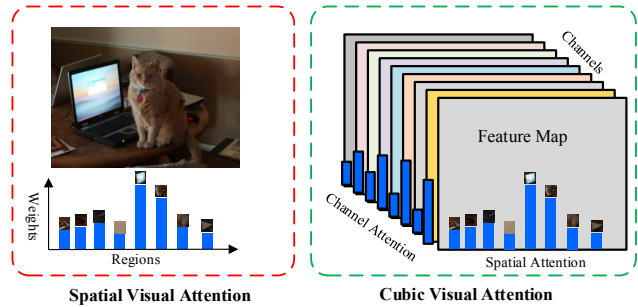 Weights
Regions
Spatial Visual Attention
Channels
Feature Map
Channel Attention
Spatial Attention
Cubic Visual Attention